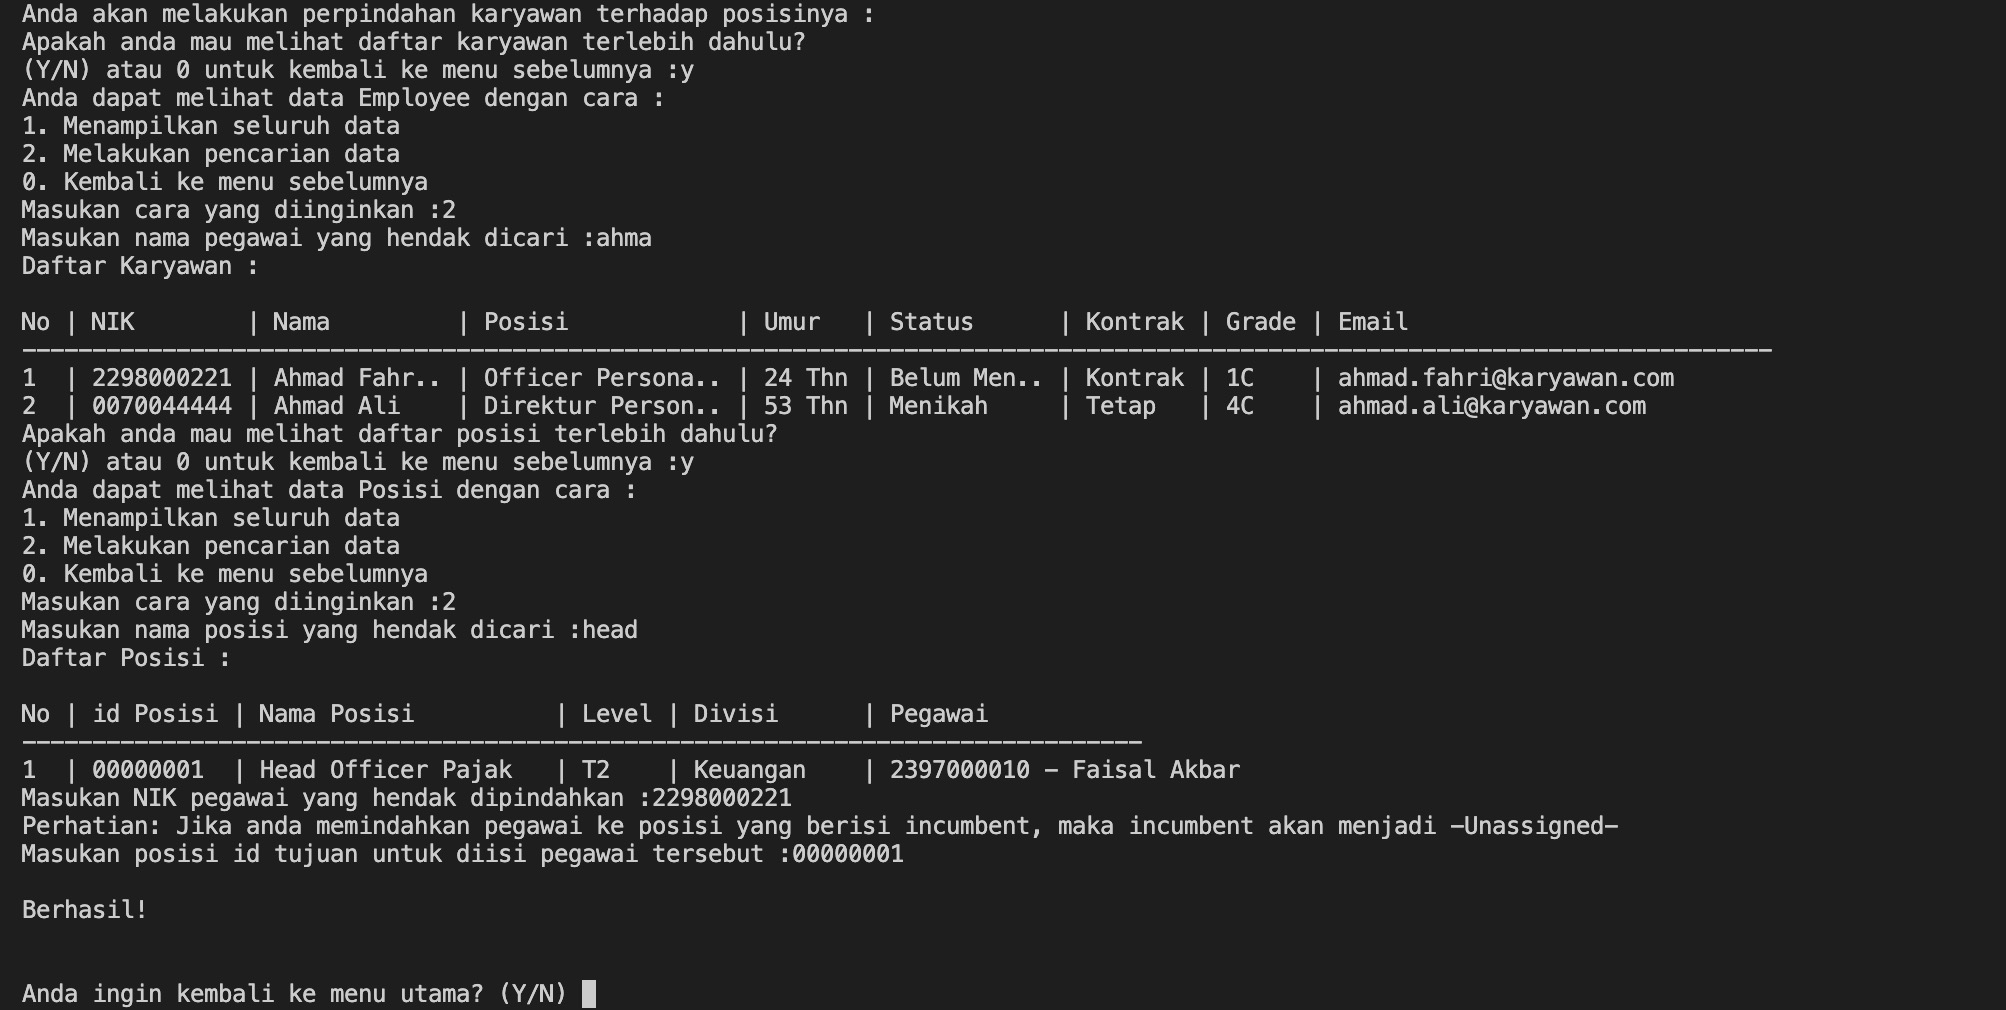 Anda akan melakukan perpindahan karyawan terhadap posisinya :
Apakah anda mau melihat daftar karyawan terlebih dahulu?
(Y/N) atau 0 untuk kembali ke menu sebelumnya :y
Anda dapat melihat data Employee dengan cara :
1. Menampilkan seluruh data
2. Melakukan pencarian data
0. Kembali ke menu sebelumnya
Masukan cara yang diinginkan :2
Masukan nama pegawai yang hendak dicari :ahma
Daftar Karyawan :

No | NIK        | Nama         | Posisi            | Umur   | Status      | Kontrak | Grade | Email
-----------------------------------------------------------------------------------------------------------------------------
1  | 2298000221 | Ahmad Fahr.. | Officer Persona.. | 24 Thn | Belum Men.. | Kontrak | 1C    | ahmad.fahri@karyawan.com
2  | 0070044444 | Ahmad Ali    | Direktur Person.. | 53 Thn | Menikah     | Tetap   | 4C    | ahmad.ali@karyawan.com
Apakah anda mau melihat daftar posisi terlebih dahulu?
(Y/N) atau 0 untuk kembali ke menu sebelumnya :y
Anda dapat melihat data Posisi dengan cara :
1. Menampilkan seluruh data
2. Melakukan pencarian data
0. Kembali ke menu sebelumnya
Masukan cara yang diinginkan :2
Masukan nama posisi yang hendak dicari :head
Daftar Posisi :

No | id Posisi | Nama Posisi          | Level | Divisi      | Pegawai
--------------------------------------------------------------------------------
1  | 00000001  | Head Officer Pajak   | T2    | Keuangan    | 2397000010 - Faisal Akbar
Masukan NIK pegawai yang hendak dipindahkan :2298000221
Perhatian: Jika anda memindahkan pegawai ke posisi yang berisi incumbent, maka incumbent akan menjadi -Unassigned-
Masukan posisi id tujuan untuk diisi pegawai tersebut :00000001

Berhasil!

Anda ingin kembali ke menu utama? (Y/N)